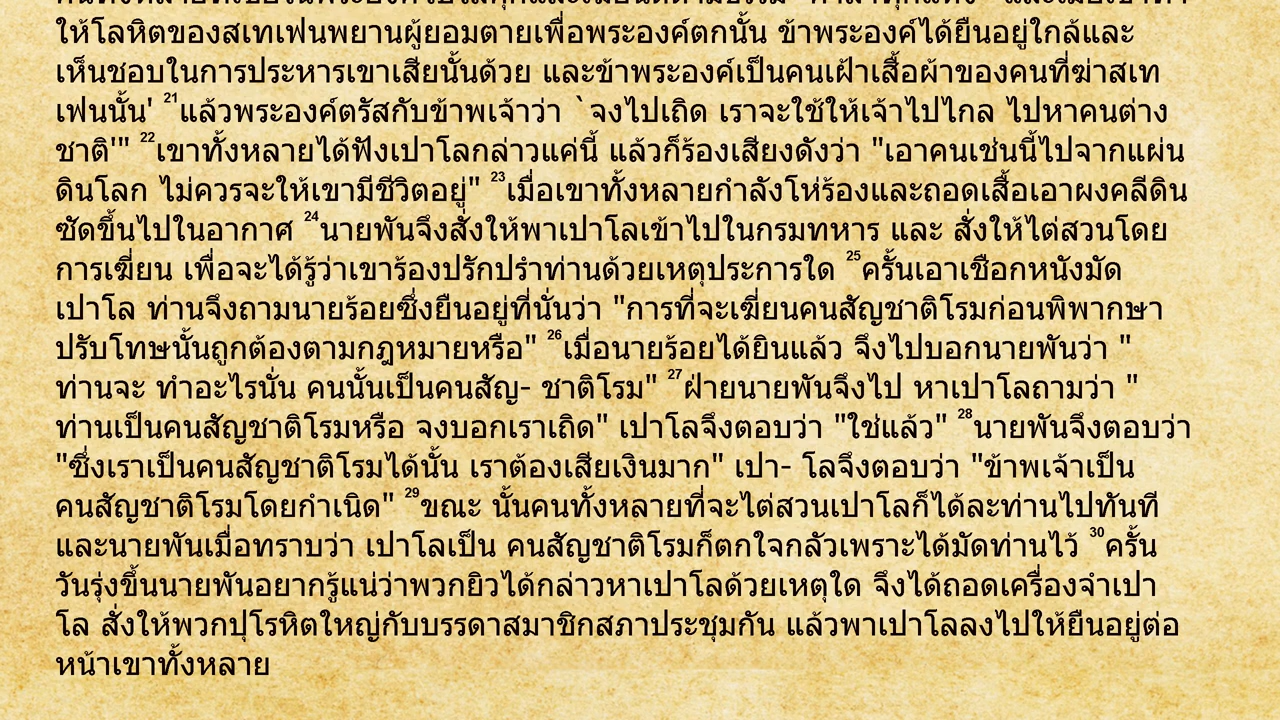 ให้โลหิตของสเทเฟนพยานผู้ยอมตายเพื่อพระองค์ตกนั้น ข้าพระองค์ได้ยืนอยู่ใกล้และ
เห็นชอบในการประหารเขาเสียนั้นด้วย และข้าพระองค์เป็นคนเฝ้าเสื้อผ้าของคนที่ฆ่าสเท
เฟนนั้น' 21แล้วพระองค์ตรัสกับข้าพเจ้าว่า `จงไปเถิด เราจะใช้ให้เจ้าไปไกล ไปหาคนต่าง
ชาติ'" 22เขาทั้งหลายได้ฟังเปาโลกล่าวแค่นี้ แล้วก็ร้องเสียงดังว่า "เอาคนเช่นนี้ไปจากแผ่น
ดินโลก ไม่ควรจะให้เขามีชีวิตอยู่" 23เมื่อเขาทั้งหลายกำลังโห่ร้องและถอดเสื้อเอาผงคลีดิน
ซัดขึ้นไปในอากาศ 24นายพันจึงสั่งให้พาเปาโลเข้าไปในกรมทหาร และ สั่งให้ไต่สวนโดย
การเฆี่ยน เพื่อจะได้รู้ว่าเขาร้องปรักปรำท่านด้วยเหตุประการใด 25ครั้นเอาเชือกหนังมัด
เปาโล ท่านจึงถามนายร้อยซึ่งยืนอยู่ที่นั่นว่า "การที่จะเฆี่ยนคนสัญชาติโรมก่อนพิพากษา
ปรับโทษนั้นถูกต้องตามกฎหมายหรือ" 26เมื่อนายร้อยได้ยินแล้ว จึงไปบอกนายพันว่า "
ท่านจะ ทำอะไรนั่น คนนั้นเป็นคนสัญ- ชาติโรม" 27ฝ่ายนายพันจึงไป หาเปาโลถามว่า "
ท่านเป็นคนสัญชาติโรมหรือ จงบอกเราเถิด" เปาโลจึงตอบว่า "ใช่แล้ว" 28นายพันจึงตอบว่า
"ซึ่งเราเป็นคนสัญชาติโรมได้นั้น เราต้องเสียเงินมาก" เปา- โลจึงตอบว่า "ข้าพเจ้าเป็น
คนสัญชาติโรมโดยกำเนิด" 29ขณะ นั้นคนทั้งหลายที่จะไต่สวนเปาโลก็ได้ละท่านไปทันที
และนายพันเมื่อทราบว่า เปาโลเป็น คนสัญชาติโรมก็ตกใจกลัวเพราะได้มัดท่านไว้ 30ครั้น
วันรุ่งขึ้นนายพันอยากรู้แน่ว่าพวกยิวได้กล่าวหาเปาโลด้วยเหตุใด จึงได้ถอดเครื่องจำเปา
โล สั่งให้พวกปุโรหิตใหญ่กับบรรดาสมาชิกสภาประชุมกัน แล้วพาเปาโลลงไปให้ยืนอยู่ต่อ
หน้าเขาทั้งหลาย